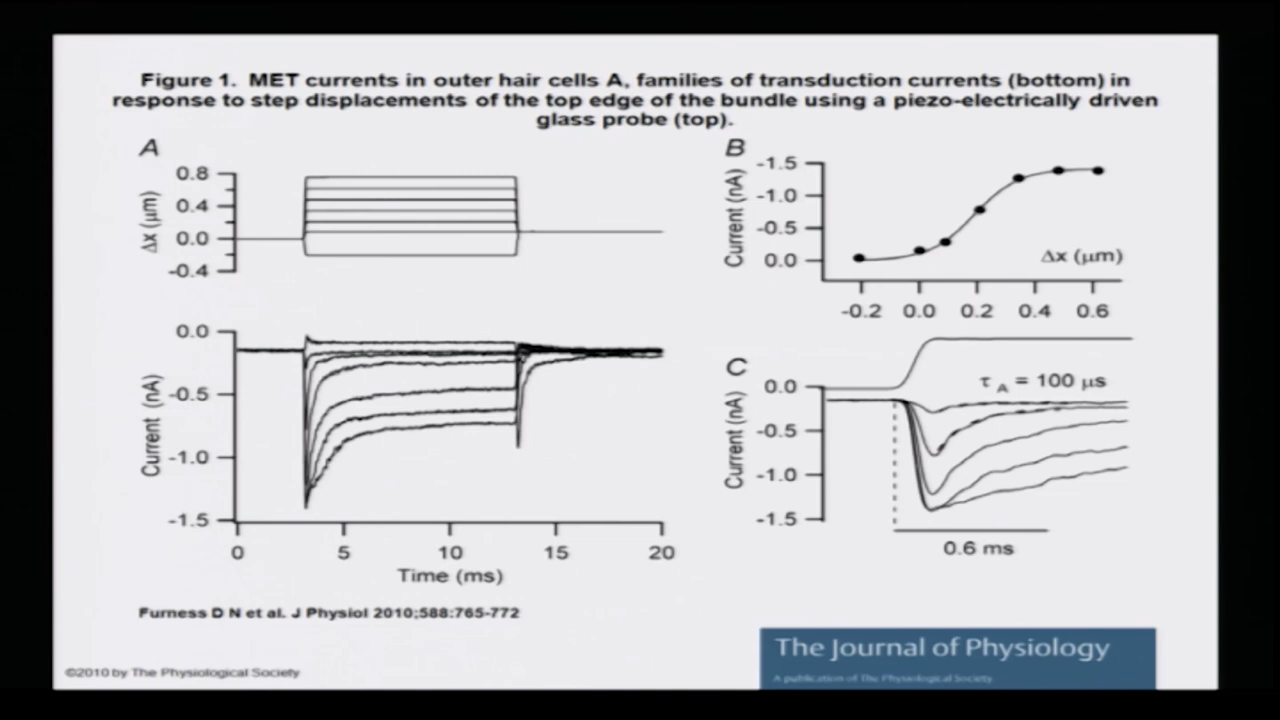 Figure 1. MET currents in outer hair cells A, families of transduction currents (bottom) in
response to step displacements of the top edge of the bundle using a piezo-electrically driven
glass probe (top).
A
0.8
0.4
0.0
-0.4
Δx (μm)
0.0
-0.5
-1.0
-1.5
Current (nA)
0 5 10 15 20
Time (ms)
B
-1.5
-1.0
-0.5
0.0
Current (nA)
Δx (μm)
-0.2 0.0 0.2 0.4 0.6
C
τ A = 100 μs
0.0
-0.5
-1.0
-1.5
Current (nA)
0.6 ms
Furness D N et al. J Physiol 2010;588:765-772
The Journal of Physiology
A publication of The Physiological Society
©2010 by The Physiological Society